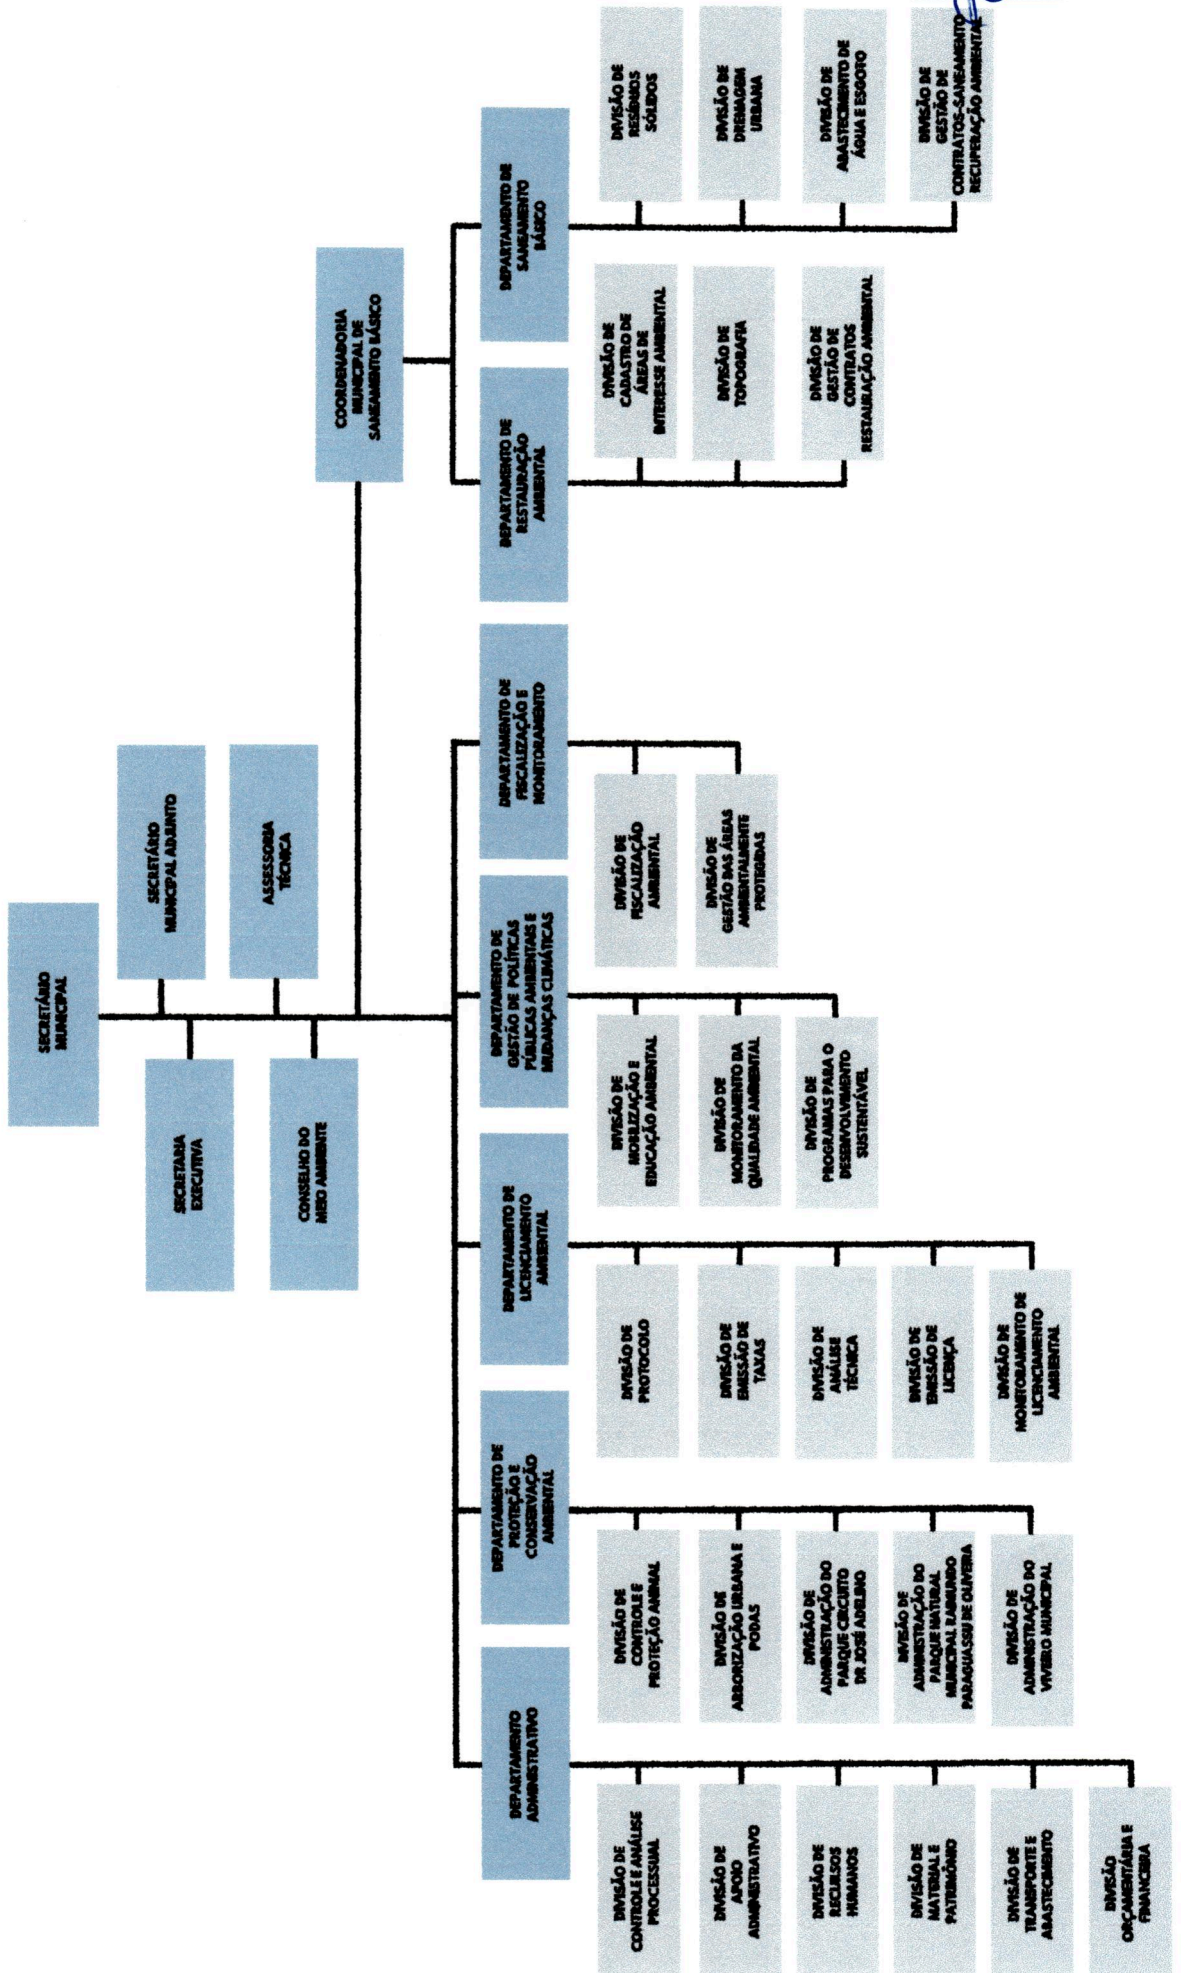 SECRETÁRIO
MUNICIPAL
SECRETÁRIO
MUNICIPAL ADJUNTO
SECRETARIA
EXECUTIVA
ASSESSORIA
TÉCNICA
CONSELHO DO
MEIO AMBIENTE
COORDENADORIA
MUNICIPAL DE
SANEAMENTO BÁSICO
DEPARTAMENTO
ADMINISTRATIVO
DIVISÃO DE
CONTROLE E ANÁLISE
PROCESSUAL
DIVISÃO DE
APOIO
ADMINISTRATIVO
DIVISÃO DE
RECURSOS
HUMANOS
DIVISÃO DE
MATERIAL E
PATRIMÔNIO
DIVISÃO DE
TRANSPORTE E
ABASTECIMENTO
DIVISÃO
ORÇAMENTÁRIA E
FINANCEIRA
DEPARTAMENTO DE
PROTEÇÃO E
CONSERVAÇÃO
AMBIENTAL
DIVISÃO DE
CONTROLE E
PROTEÇÃO ANIMAL
DIVISÃO DE
ARBORIZAÇÃO URBANA E
PODAS
DIVISÃO DE
ADMINISTRAÇÃO DO
PARQUE CIRCUITO
DR JOSÉ ADELINO
DIVISÃO DE
ADMINISTRAÇÃO DO
PARQUE NATURAL
MUNICIPAL RAIMUNDO
PARAGUASSU DE OLIVEIRA
DIVISÃO DE
ADMINISTRAÇÃO DO
VIVEIRO MUNICIPAL
DEPARTAMENTO DE
LICENCIAMENTO
AMBIENTAL
DIVISÃO DE
PROTOCOLO
DIVISÃO DE
EMISSÃO DE
TAXAS
DIVISÃO DE
ANÁLISE
TÉCNICA
DIVISÃO DE
EMISSÃO DE
LICENÇA
DIVISÃO DE
MONITORAMENTO DE
LICENCIAMENTO
AMBIENTAL
DEPARTAMENTO DE
GESTÃO DE POLÍTICAS
PÚBLICAS AMBIENTAIS E
MUDANÇAS CLIMÁTICAS
DIVISÃO DE
MOBILIZAÇÃO E
EDUCAÇÃO AMBIENTAL
DIVISÃO DE
MONITORAMENTO DA
QUALIDADE AMBIENTAL
DIVISÃO DE
PROGRAMAS PARA O
DESENVOLVIMENTO
SUSTENTÁVEL
DEPARTAMENTO DE
FISCALIZAÇÃO E
MONITORAMENTO
DIVISÃO DE
FISCALIZAÇÃO
AMBIENTAL
DIVISÃO DE
GESTÃO DAS ÁREAS
AMBIENTALMENTE
PROTEGIDAS
DEPARTAMENTO DE
RESTAURAÇÃO
AMBIENTAL
DIVISÃO DE
CADASTRO DE
ÁREAS DE
INTERESSE AMBIENTAL
DIVISÃO DE
TOPOGRAFIA
DIVISÃO DE
GESTÃO DE
CONTRATOS
RESTAURAÇÃO AMBIENTAL
DEPARTAMENTO DE
SANEAMENTO
BÁSICO
DIVISÃO DE
RESÍDUOS
SÓLIDOS
DIVISÃO DE
DRENAGEM
URBANA
DIVISÃO DE
ABASTECIMENTO DE
ÁGUA E ESGOTO
DIVISÃO DE
GESTÃO DE
CONTRATOS-SANEAMENTO
RECUPERAÇÃO AMBIENTAL